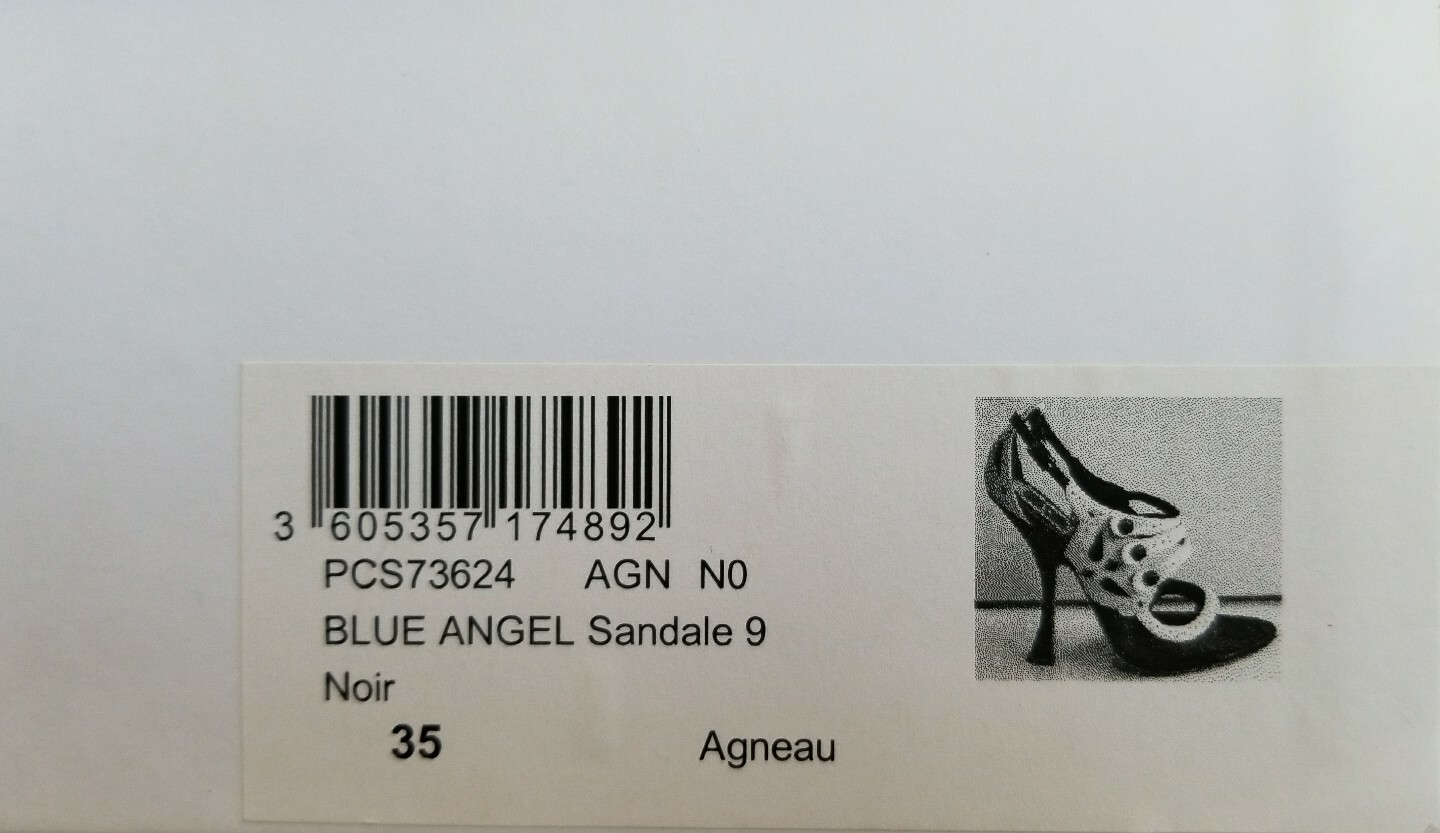 3 605357 174892
PCS73624 AGN N0
BLUE ANGEL Sandale 9
Noir
35 Agneau